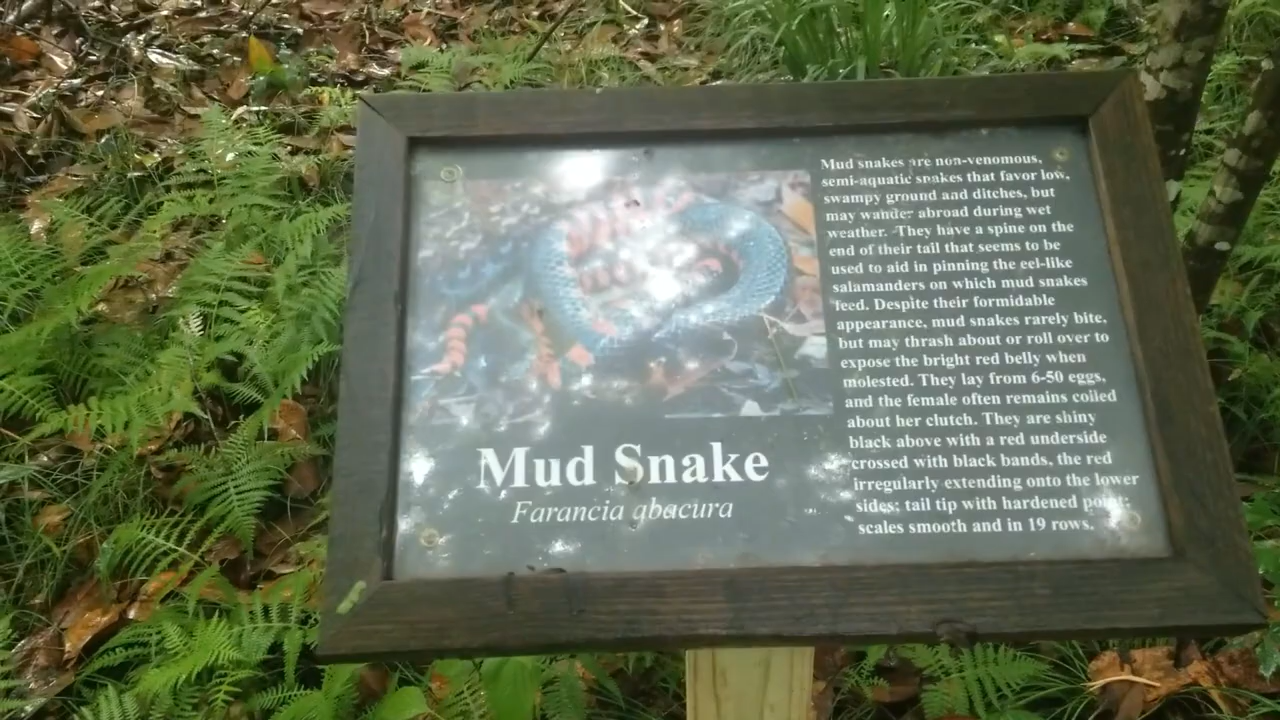 Mud Snake
Farancia abacura
Mud snakes are non-venomous,
semi-aquatic snakes that favor low,
swampy ground and ditches, but
may wander abroad during wet
weather. They have a spine on the
end of their tail that seems to be
used to aid in pinning the eel-like
salamanders on which mud snakes
feed. Despite their formidable
appearance, mud snakes rarely bite,
but may thrash about or roll over to
expose the bright red belly when
molested. They lay from 6-50 eggs,
and the female often remains coiled
about her clutch. They are shiny
black above with a red underside
crossed with black bands, the red
irregularly extending onto the lower
sides; tail tip with hardened point;
scales smooth and in 19 rows.